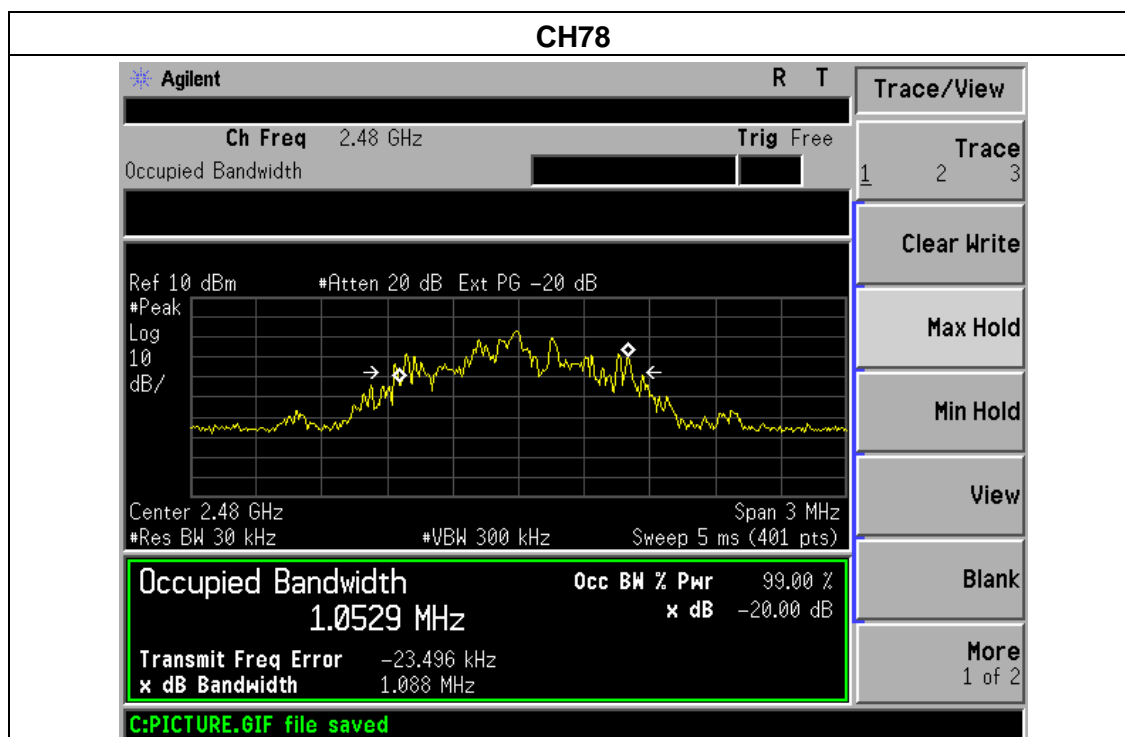 CH78
Agilent R T
Trace/View
Ch Freq 2.48 GHz Trig Free
Occupied Bandwidth
Trace
1 2 3
Clear Write
Ref 10 dBm #Atten 20 dB Ext PG -20 dB
#Peak
Log
10
dB/
Max Hold
Min Hold
View
Center 2.48 GHz Span 3 MHz
#Res BW 30 kHz #VBW 300 kHz Sweep 5 ms (401 pts)
Occupied Bandwidth Occ BW % Pwr 99.00 %
1.0529 MHz x dB -20.00 dB
Blank
Transmit Freq Error -23.496 kHz
x dB Bandwidth 1.088 MHz
More
1 of 2
C:PICTURE.GIF file saved